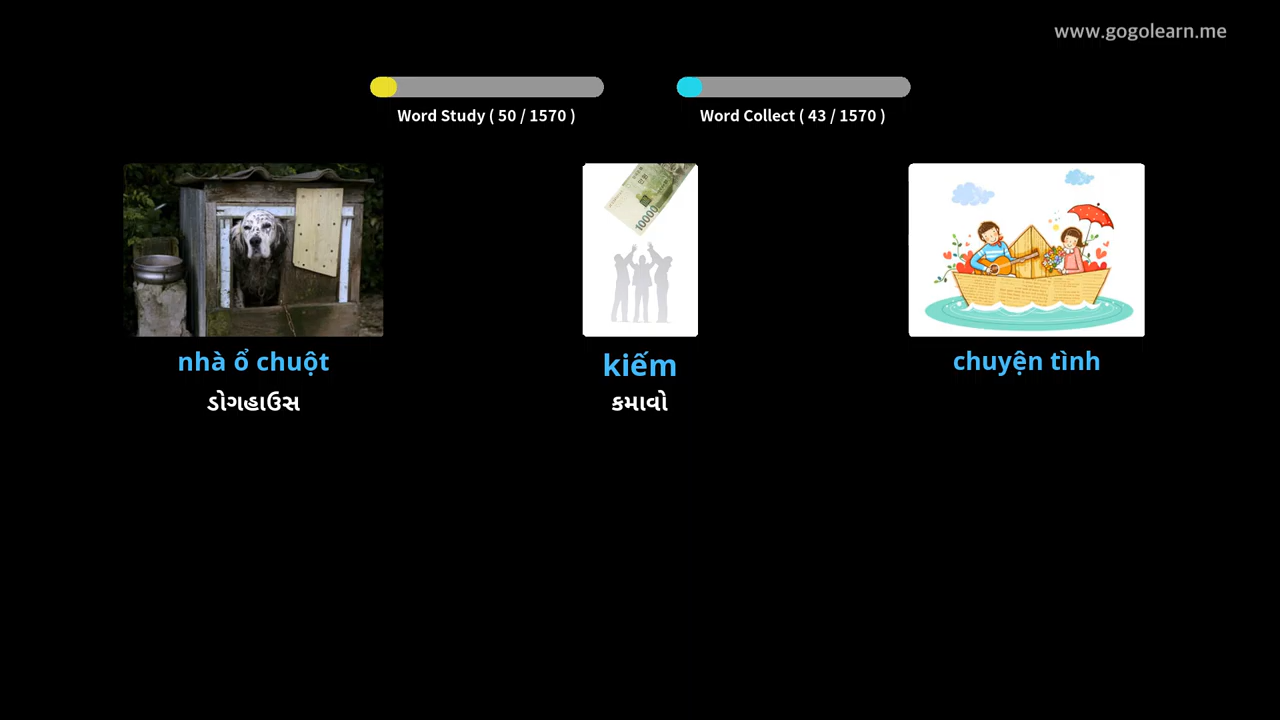 www.gogolearn.me
Word Study ( 50 / 1570 )
Word Collect ( 43 / 1570 )
10000
nhà ổ chuột
kiếm
chuyện tình
ડોગહાઉસ
કમાવો